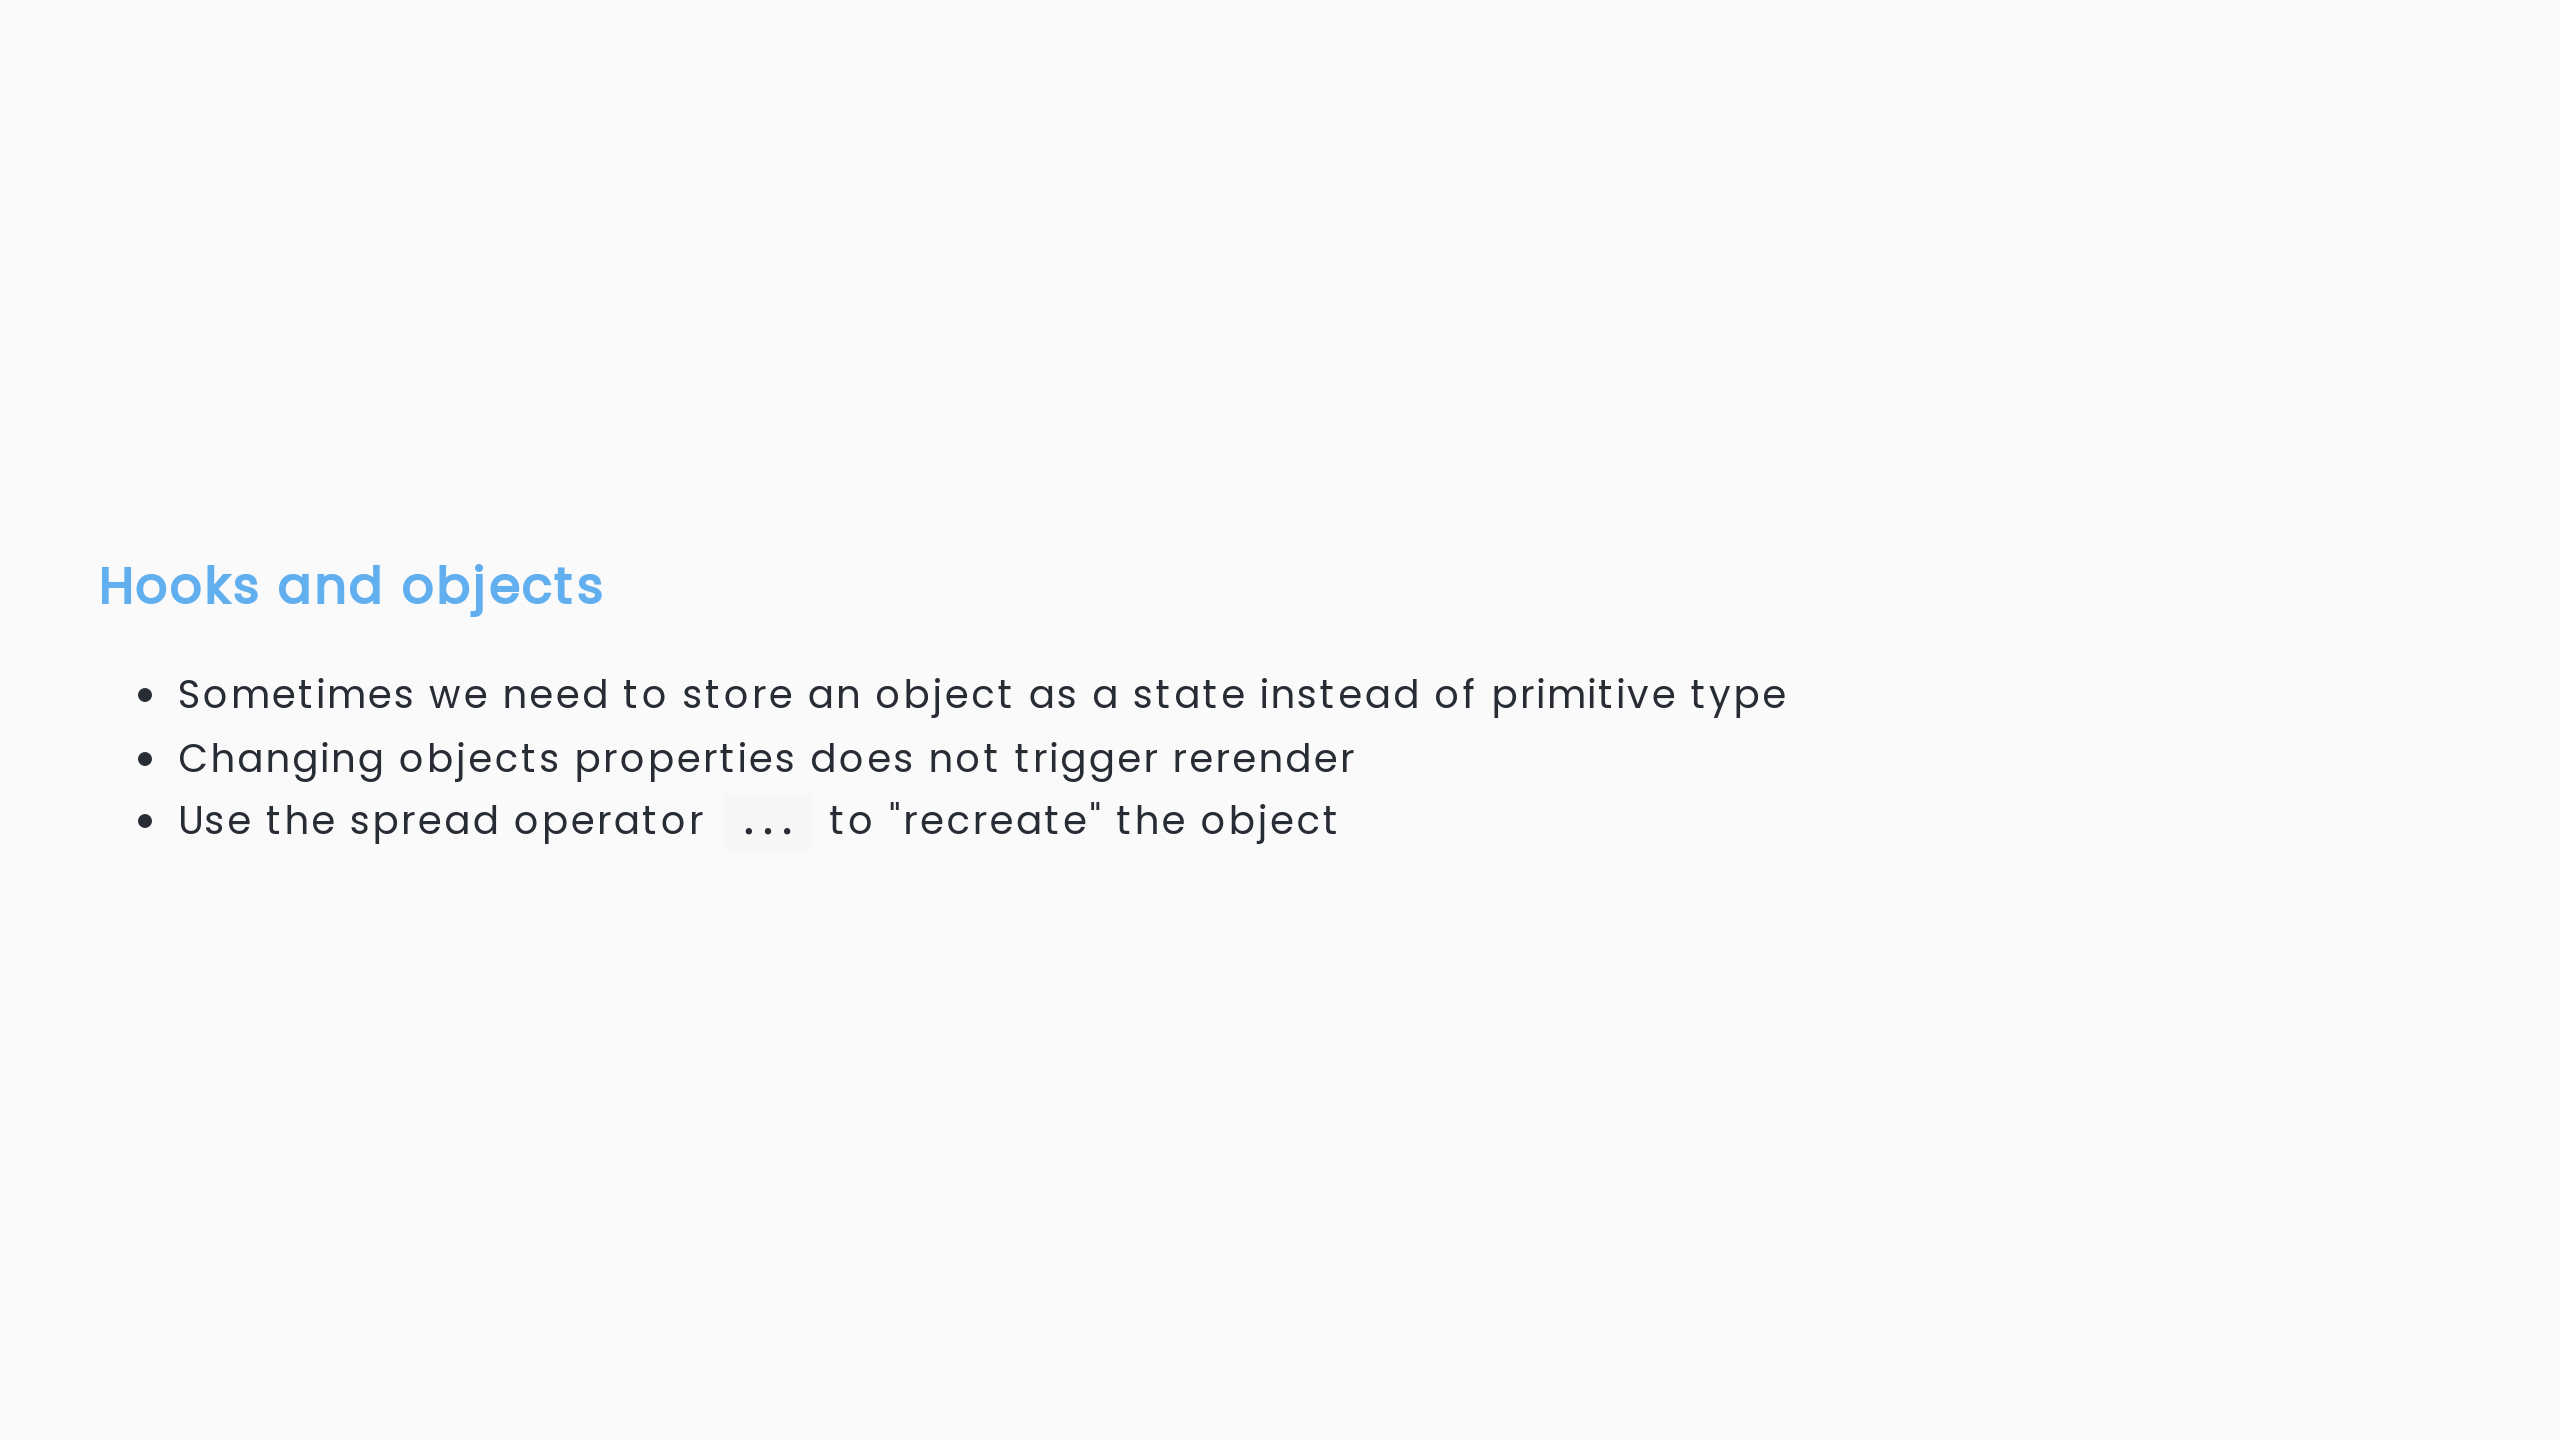 Hooks and objects
• Sometimes we need to store an object as a state instead of primitive type
• Changing objects properties does not trigger rerender
• Use the spread operator ... to "recreate" the object